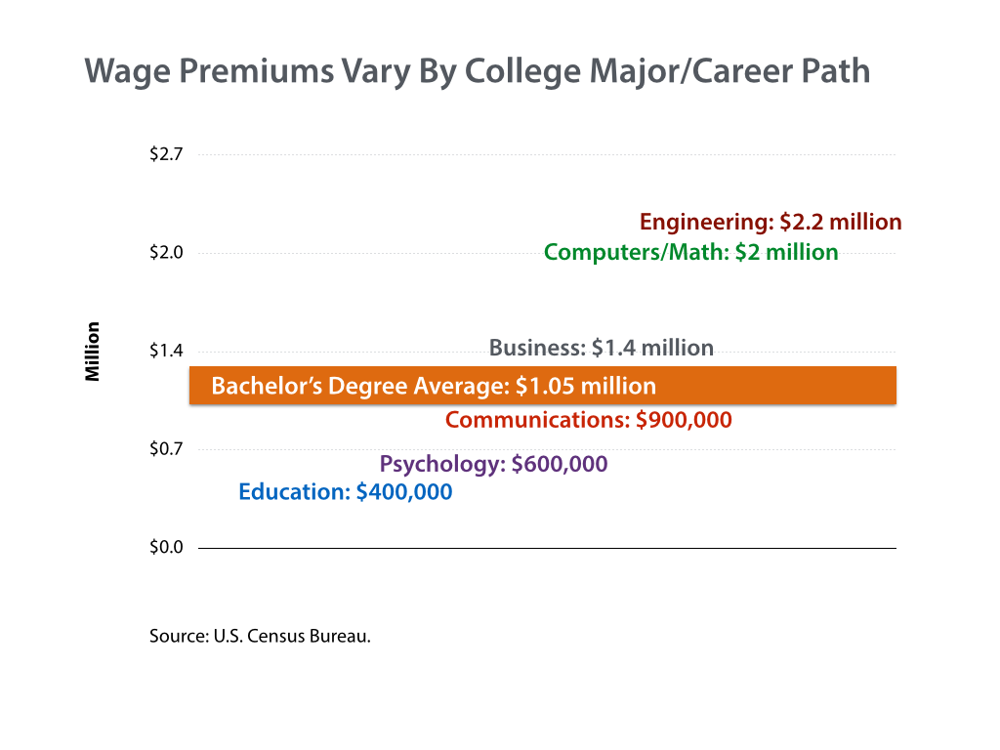 Wage Premiums Vary By College Major/Career Path
$2.7
Engineering: $2.2 million
$2.0
Computers/Math: $2 million
Million
$1.4
Business: $1.4 million
Bachelor’s Degree Average: $1.05 million
Communications: $900,000
$0.7
Psychology: $600,000
Education: $400,000
$0.0
Source: U.S. Census Bureau.